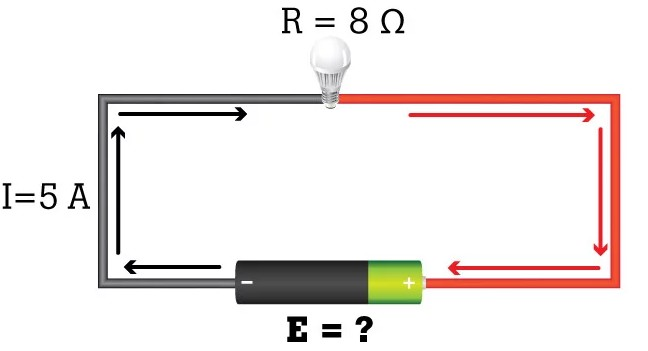 R = 8 Ω
I=5 A
− +
E = ?